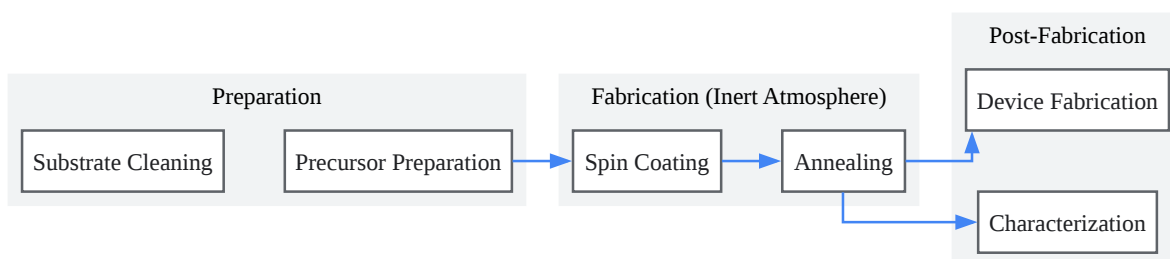 Preparation
Substrate Cleaning
Precursor Preparation
Fabrication (Inert Atmosphere)
Spin Coating
Annealing
Post-Fabrication
Device Fabrication
Characterization